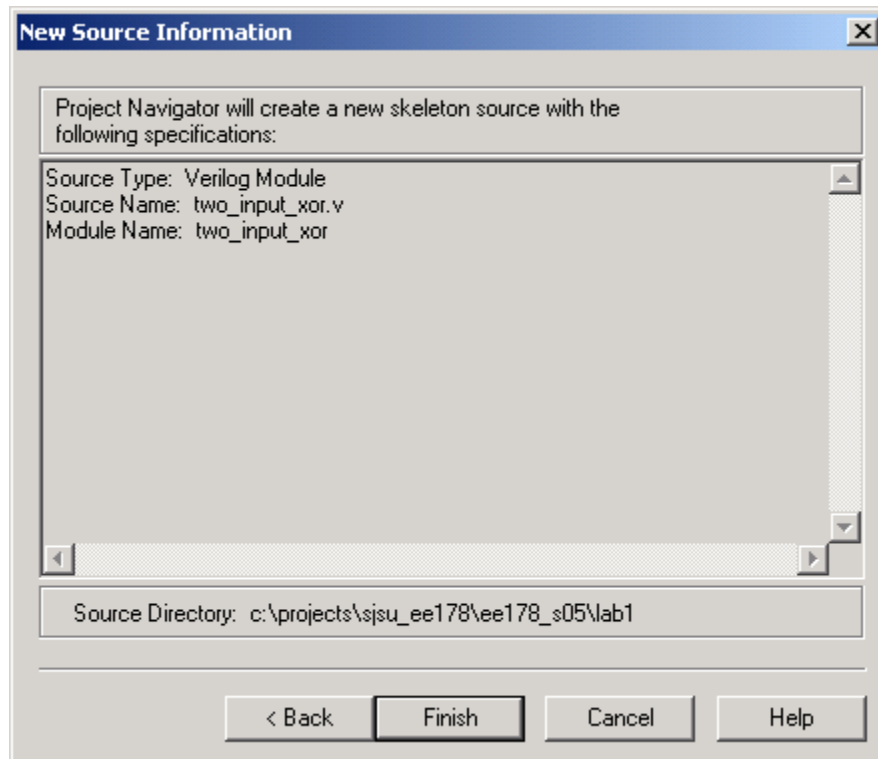 New Source Information
Project Navigator will create a new skeleton source with the
following specifications:
Source Type: Verilog Module
Source Name: two_input_xor.v
Module Name: two_input_xor
Source Directory: c:\projects\sjsu_ee178\ee178_s05\lab1
< Back Finish Cancel Help